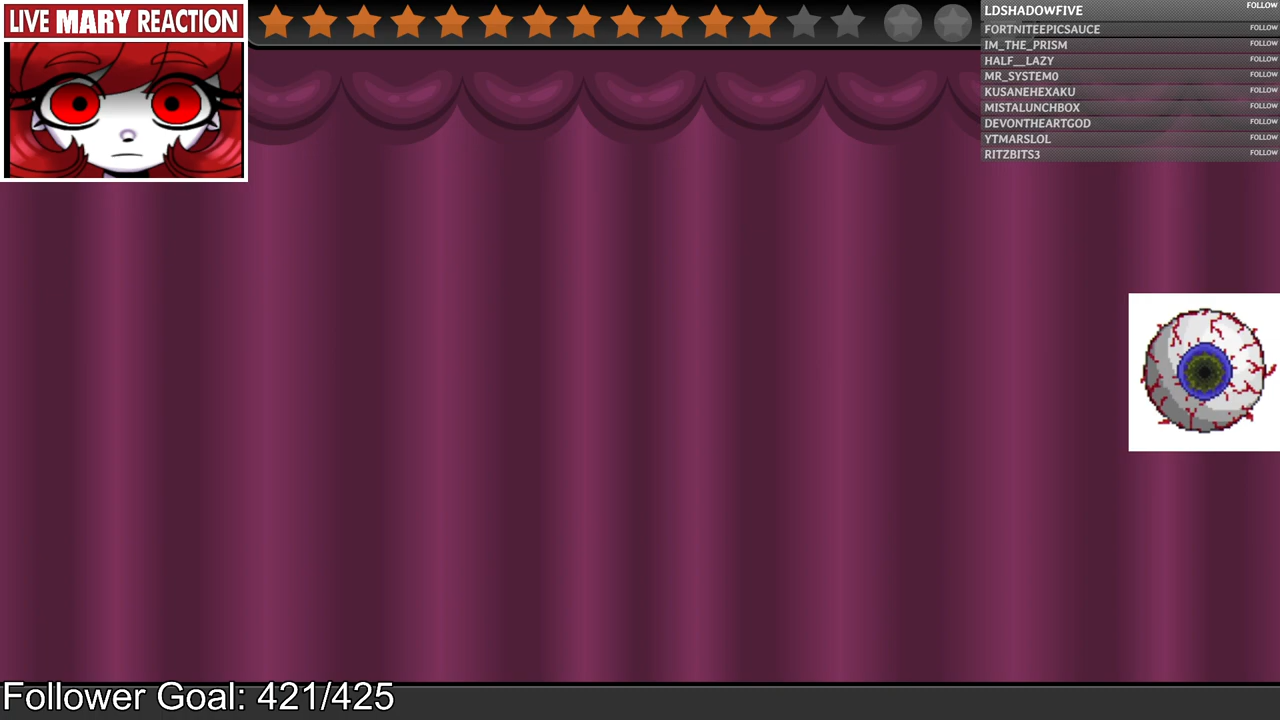 LIVE MARY REACTION
LDSHADOWFIVE FOLLOW
FORTNITEEPICSAUCE FOLLOW
IM_THE_PRISM FOLLOW
HALF__LAZY FOLLOW
MR_SYSTEM0 FOLLOW
KUSANEHEXAKU FOLLOW
MISTALUNCHBOX FOLLOW
DEVONTHEARTGOD FOLLOW
YTMARSLOL FOLLOW
RITZBITS3 FOLLOW
Follower Goal: 421/425